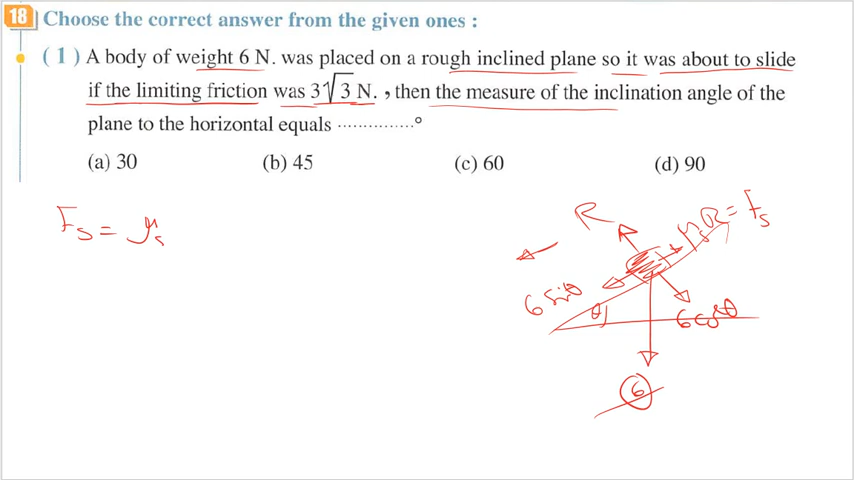 18 Choose the correct answer from the given ones :
( 1 ) A body of weight 6 N. was placed on a rough inclined plane so it was about to slide
if the limiting friction was 3√3 N. , then the measure of the inclination angle of the
plane to the horizontal equals ...............°
(a) 30 (b) 45 (c) 60 (d) 90
Fs = μs
R
μsR = Fs
6 sinθ
θ
6 cosθ
6